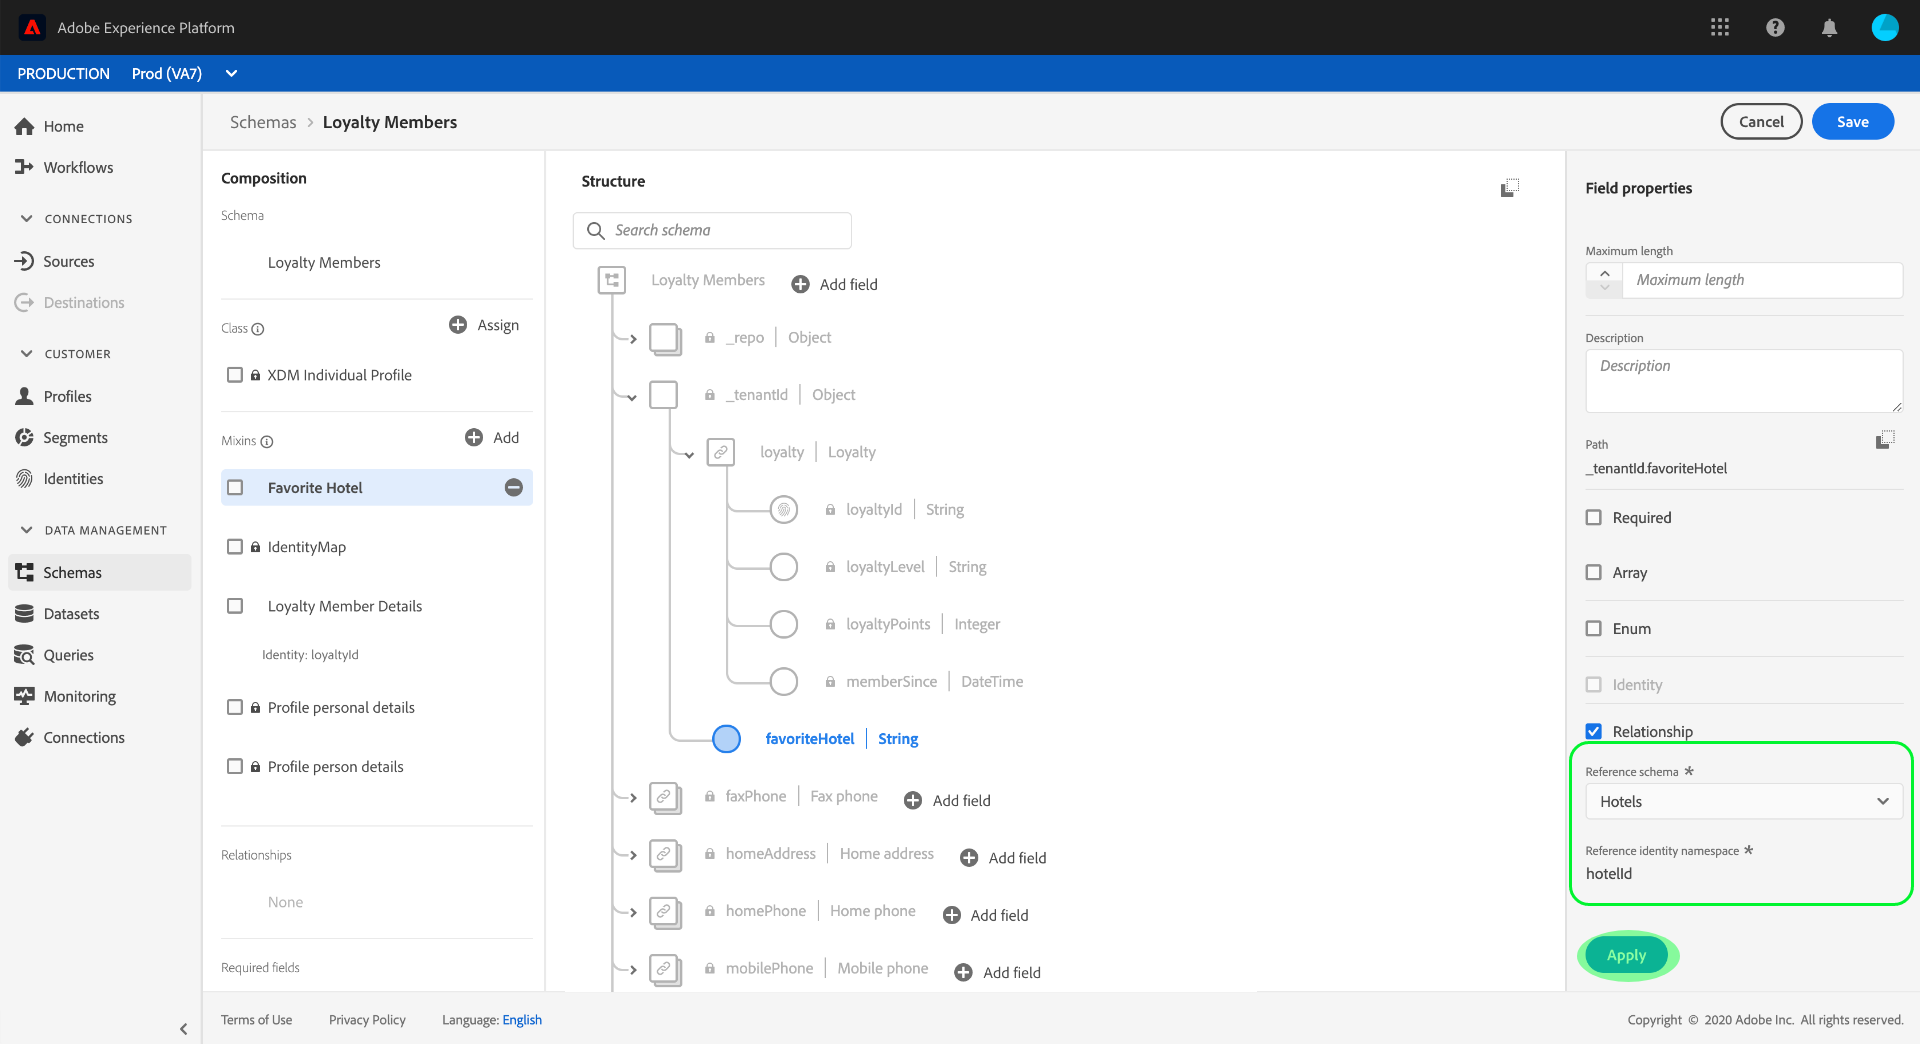 Adobe Experience Platform
PRODUCTION Prod (VA7)
Home
Workflows
CONNECTIONS
Sources
Destinations
CUSTOMER
Profiles
Segments
Identities
DATA MANAGEMENT
Schemas
Datasets
Queries
Monitoring
Connections
Schemas > Loyalty Members
Cancel
Save
Composition
Schema
Loyalty Members
Class
Assign
XDM Individual Profile
Mixins
Add
Favorite Hotel
IdentityMap
Loyalty Member Details
Identity: loyaltyId
Profile personal details
Profile person details
Relationships
None
Required fields
Structure
Search schema
Loyalty Members Add field
_repo | Object
_tenantId | Object
loyalty | Loyalty
loyaltyId | String
loyaltyLevel | String
loyaltyPoints | Integer
memberSince | DateTime
favoriteHotel | String
faxPhone | Fax phone Add field
homeAddress | Home address Add field
homePhone | Home phone Add field
mobilePhone | Mobile phone Add field
Field properties
Maximum length
Maximum length
Description
Description
Path
_tenantId.favoriteHotel
Required
Array
Enum
Identity
Relationship
Reference schema *
Hotels
Reference identity namespace *
hotelId
Apply
Terms of Use Privacy Policy Language: English
Copyright © 2020 Adobe Inc. All rights reserved.